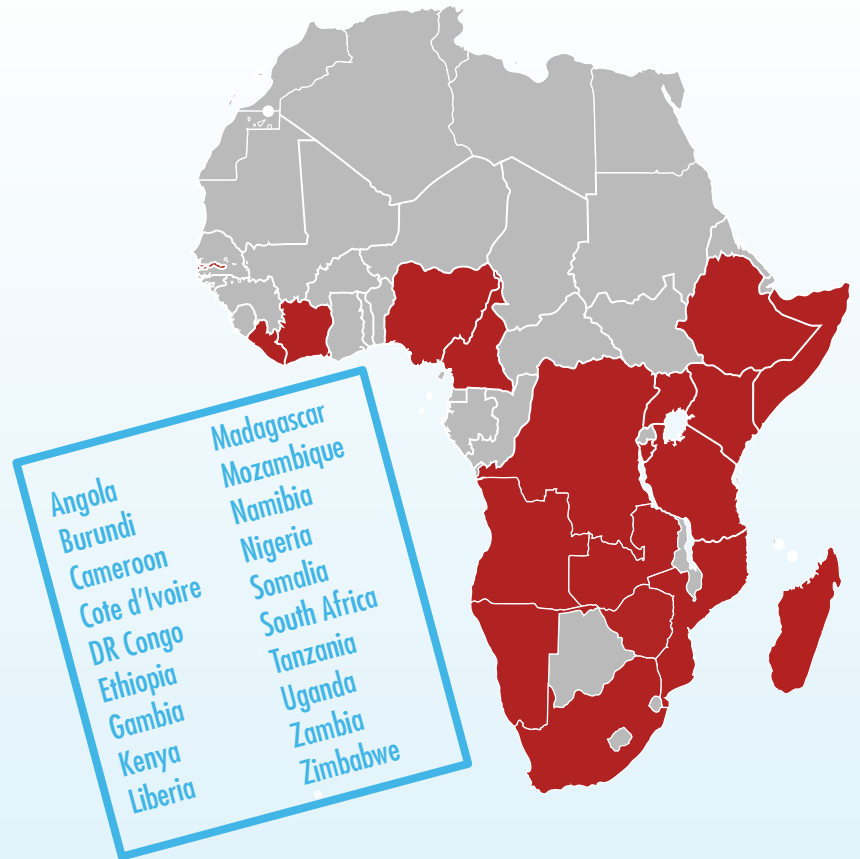 Angola
Burundi
Cameroon
Cote d'Ivoire
DR Congo
Ethiopia
Gambia
Kenya
Liberia
Madagascar
Mozambique
Namibia
Nigeria
Somalia
South Africa
Tanzania
Uganda
Zambia
Zimbabwe